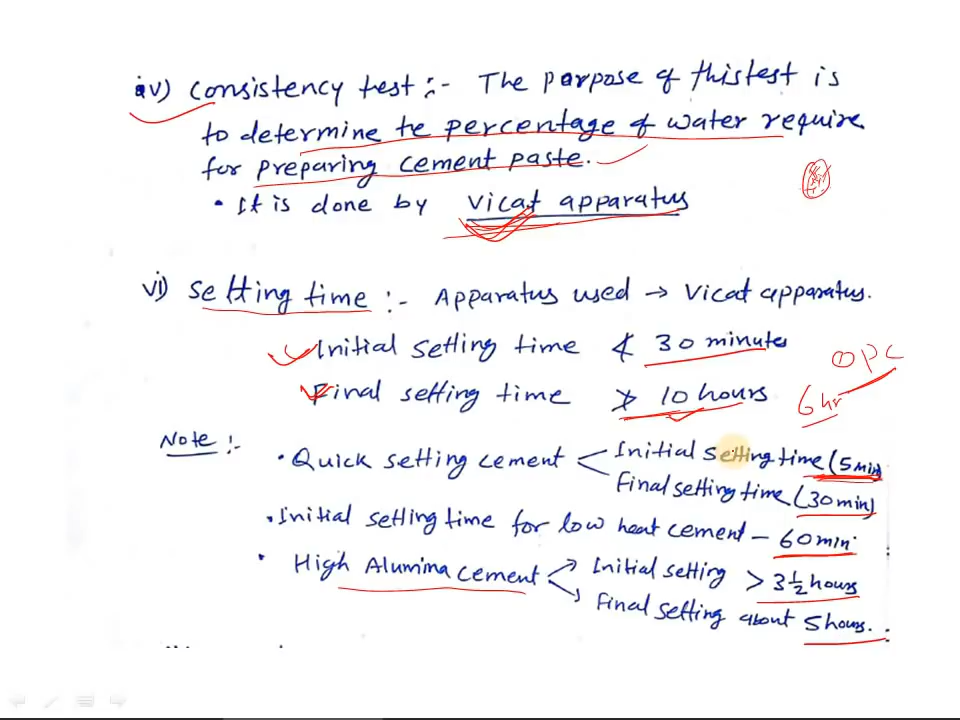 iv) Consistency test :- The parpose of this test is
to determine te percentage of water require
for preparing cement paste.
• It is done by vicat apparatus
vi) Setting time :- Apparatus used → Vicat apparatus.
Initial setting time ≮ 30 minutes
Final setting time ≯ 10 hours
OPC
6 hr
Note :-
• Quick setting cement < Initial setting time (5 min)
Final setting time (30 min)
• Initial setting time for low heat cement – 60 min.
• High Alumina cement < Initial setting > 3 1/2 hours
Final setting about 5 hours.